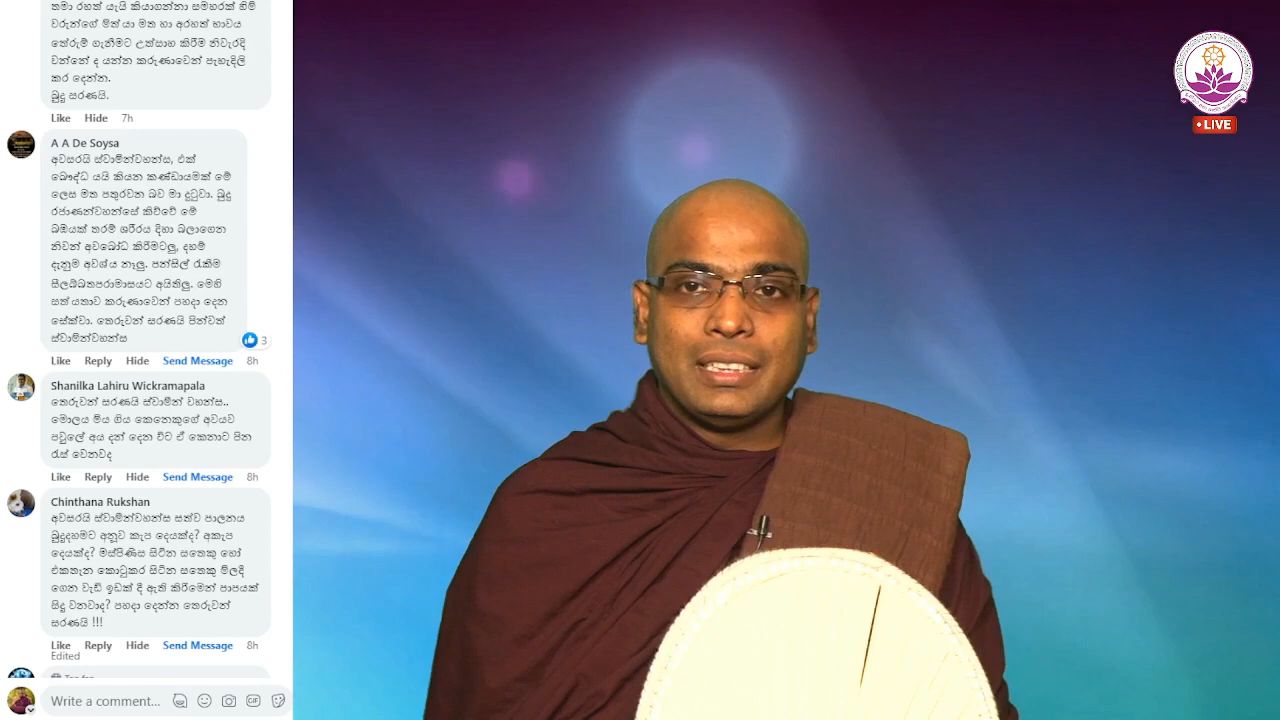 තමා රහත් යැයි කියාගන්නා සමහරක් හිමි
වරුන්ගේ මිත්‍යා මත හා අරහත් භාවය
තේරුම් ගැනීමට උත්සාහ කිරීම නිවැරදි
වන්නේ ද යන්න කරුණාවෙන් පැහැදිලි
කර දෙන්න.
බුදු සරණයි.
Like Hide 7h
A A De Soysa
අවසරයි ස්වාමින්වහන්ස, එක්
බෞද්ධ යයි කියන කණ්ඩායමක් මේ
ලෙස මත පතුරවන බව මා දුටුවා. බුදු
රජාණන්වහන්සේ කිව්වේ මේ
බඹයක් තරම් ශරීරය දිහා බලාගෙන
නිවන් අවබෝධ කිරීමටලු, දහම්
දැනුම අවශ්‍ය නෑලු. පන්සිල් රැකීම
සීලබ්බතපරාමාසයට අයිතිලු. මෙහි
සත්‍යතාව කරුණාවෙන් පහදා දෙන
සේක්වා. තෙරුවන් සරණයි පින්වත්
ස්වාමින්වහන්ස
3
Like Reply Hide Send Message 8h
Shanilka Lahiru Wickramapala
තෙරුවන් සරණයි ස්වාමීන් වහන්ස..
මොලය මිය ගිය කෙනෙකුගේ අවයව
පවුලේ අය දන් දෙන විට ඒ කෙනාට පින
රැස් වෙනවද
Like Reply Hide Send Message 8h
Chinthana Rukshan
අවසරයි ස්වාමින්වහන්ස සත්ව පාලනය
බුදුදහමට අනුව කැප දෙයක්ද? අකැප
දෙයක්ද? මස්පිණිස සිටින සතෙකු හෝ
එකතැන කොටුකර සිටින සතෙකු මිලදී
ගෙන වැඩි ඉඩක් දී ඇති කිරීමෙන් පාපයක්
සිදු වනවාද? පහදා දෙන්න තෙරුවන්
සරණයි !!!
Like Reply Hide Send Message 8h
Edited
Write a comment...
GIF
LIVE